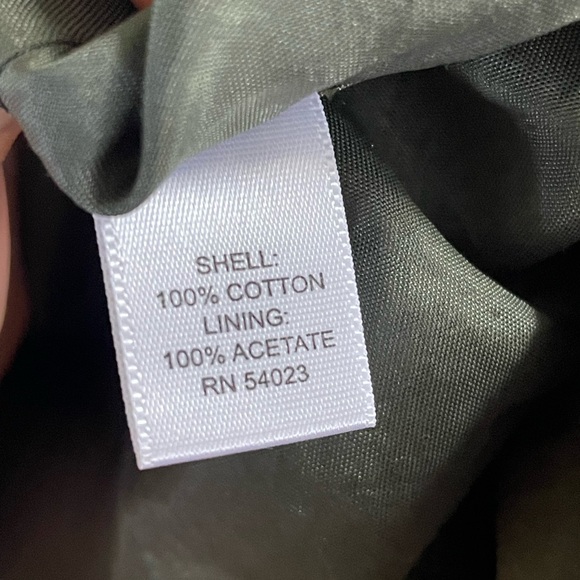 SHELL:
100% COTTON
LINING:
100% ACETATE
RN 54023